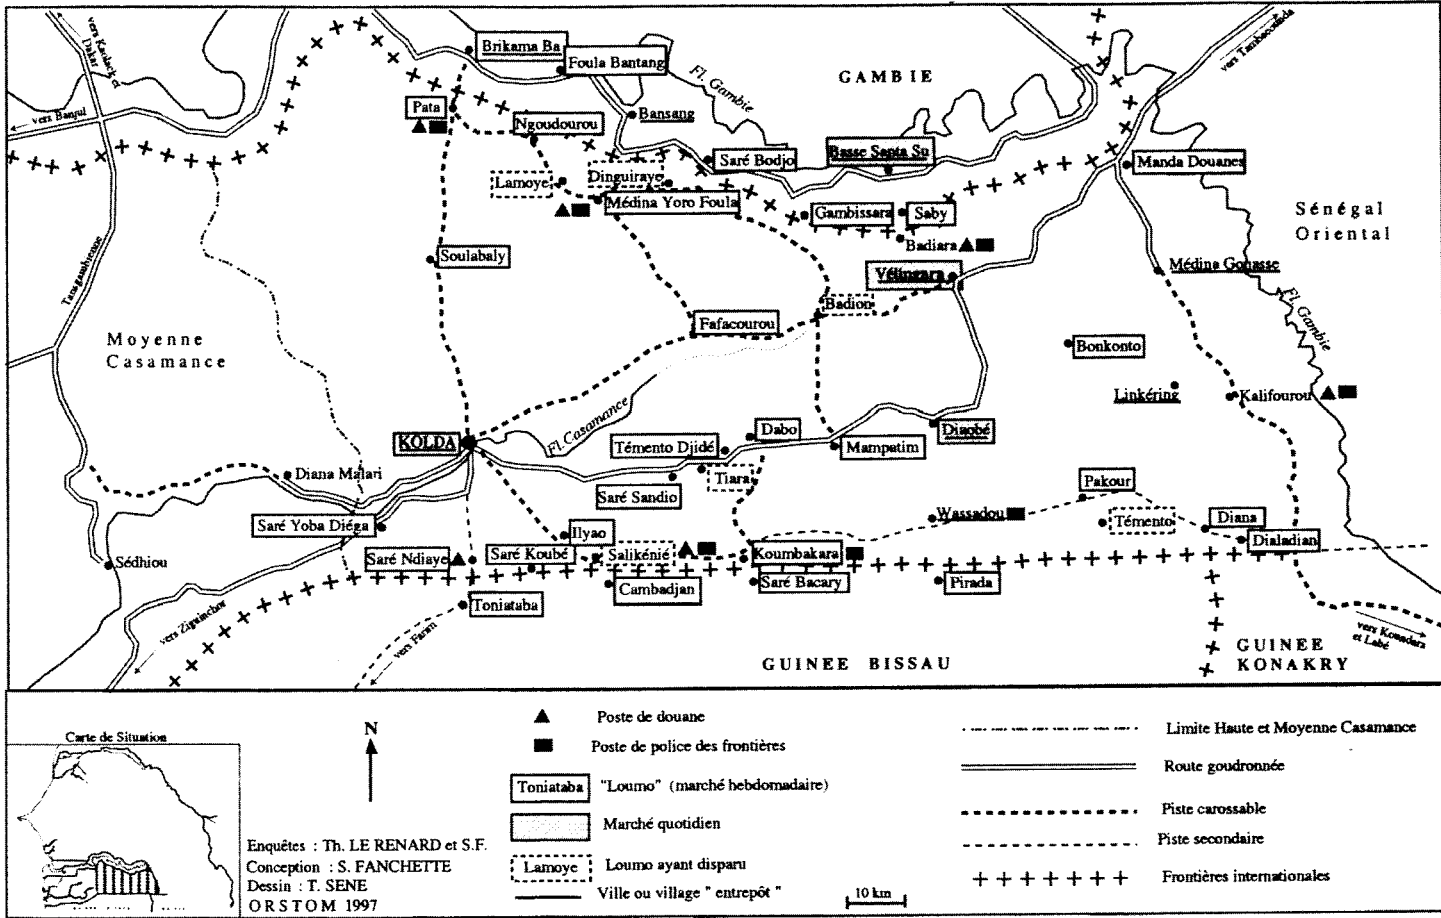 vers Kaolack et
Dakar
vers Banjul
Brikama Ba
Foula Bantang
Fl. Gambie
GAMBIE
vers Tambacounda
Pata
Ngoudourou
Bansang
Lamoye
Dinguiraye
Saré Bodjo
Basse Santa Su
Manda Douanes
Médina Yoro Foula
Gambissara
Saby
Badiara
Sénégal
Oriental
Soulabaly
Vélingara
Médina Gonasse
Transgambienne
Badion
Fl. Gambie
Fafacourou
Moyenne
Casamance
Bonkonto
Linkéring
Kalifourou
Fl. Casamance
KOLDA
Dabo
Diaobé
Témento Djidé
Mampatim
Diana Malari
Tiara
Saré Sandio
Pakour
Saré Yoba Diéga
Wassadou
Témento
Diana
Ilyao
Dialadian
Sédhiou
Saré Ndiaye
Saré Koubé
Salikénié
Koumbakara
Cambadjan
Saré Bacary
Pirada
Toniataba
vers Ziguinchor
vers Faram
vers Koundara
et Labé
GUINEE BISSAU
GUINEE
KONAKRY
Carte de Situation
N
Enquêtes : Th. LE RENARD et S.F.
Conception : S. FANCHETTE
Dessin : T. SENE
ORSTOM 1997
Poste de douane
Poste de police des frontières
Toniataba "Loumo" (marché hebdomadaire)
Marché quotidien
Lamoye Loumo ayant disparu
Ville ou village " entrepôt "
10 km
Limite Haute et Moyenne Casamance
Route goudronnée
Piste carossable
Piste secondaire
Frontières internationales